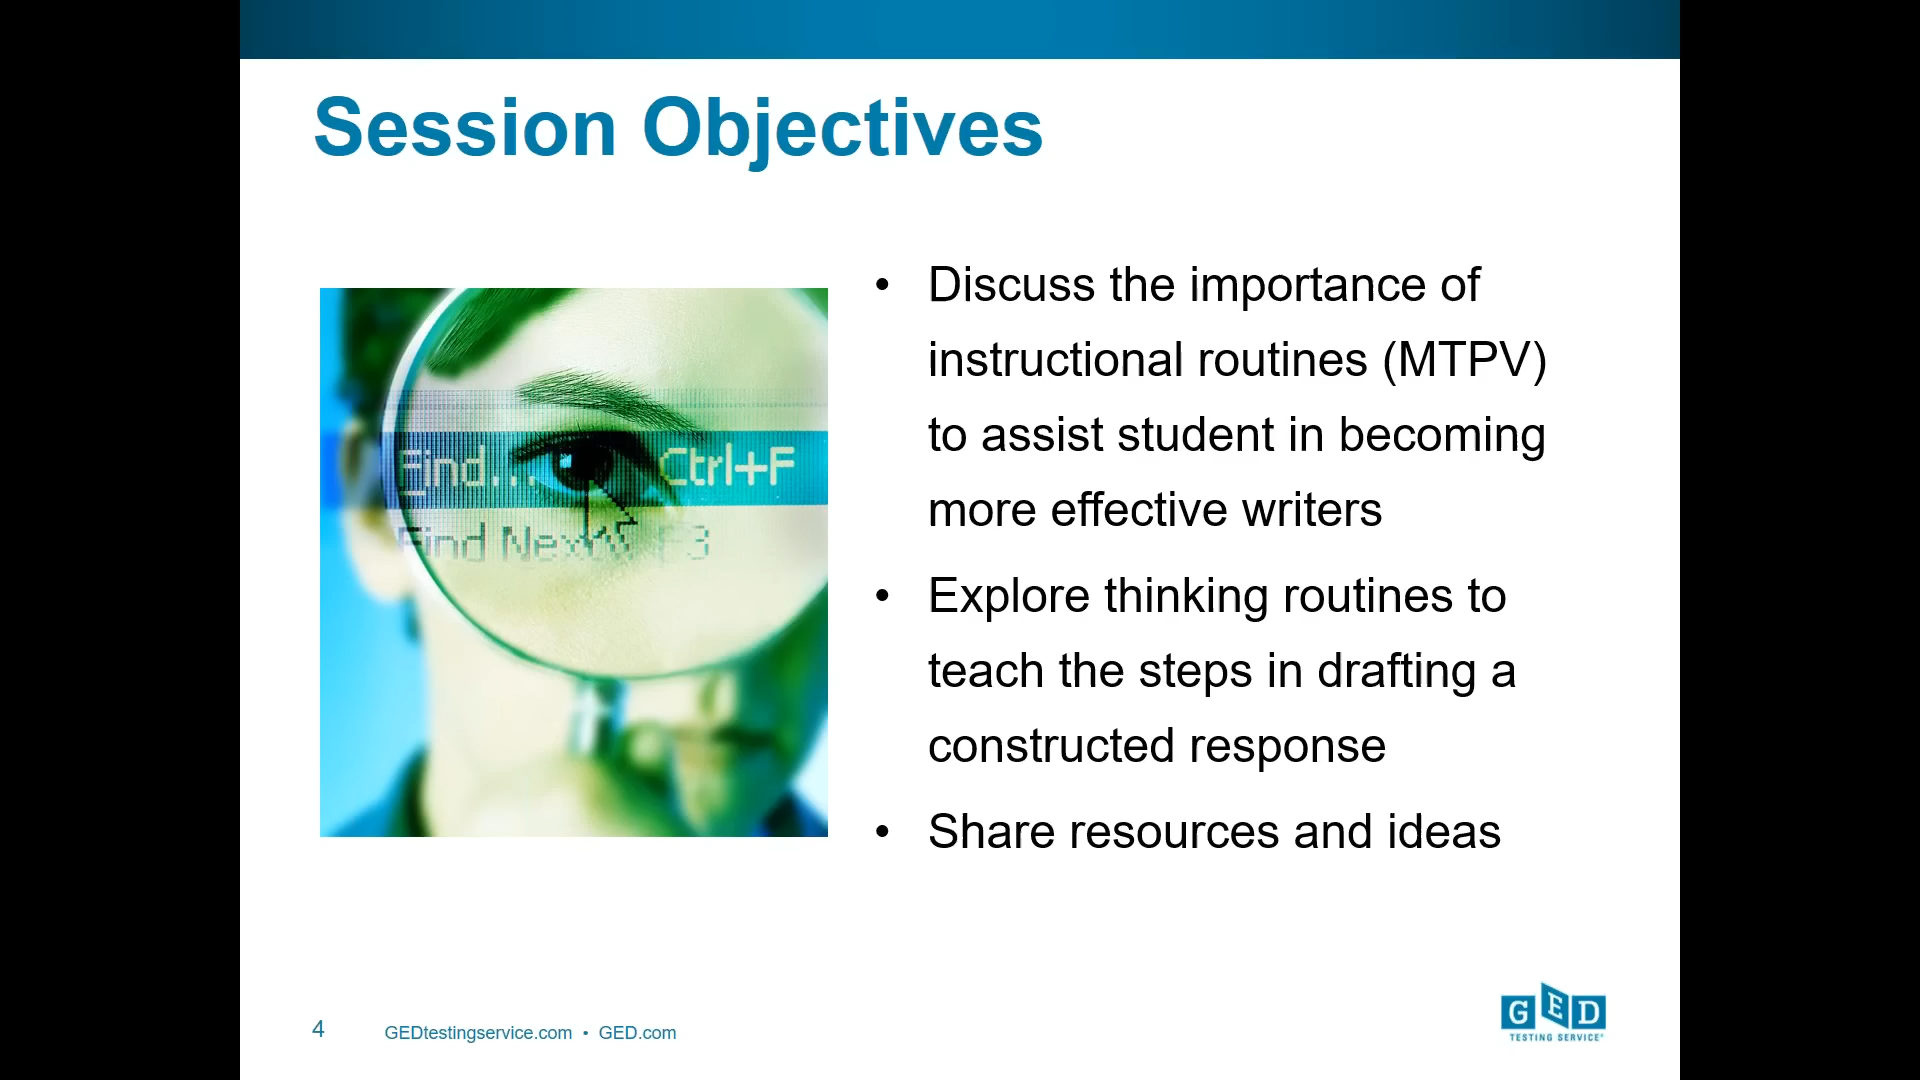 Session Objectives
Find... Ctrl+F
Find Nex F3
• Discuss the importance of
instructional routines (MTPV)
to assist student in becoming
more effective writers
• Explore thinking routines to
teach the steps in drafting a
constructed response
• Share resources and ideas
4
GEDtestingservice.com • GED.com
GED
TESTING SERVICE®